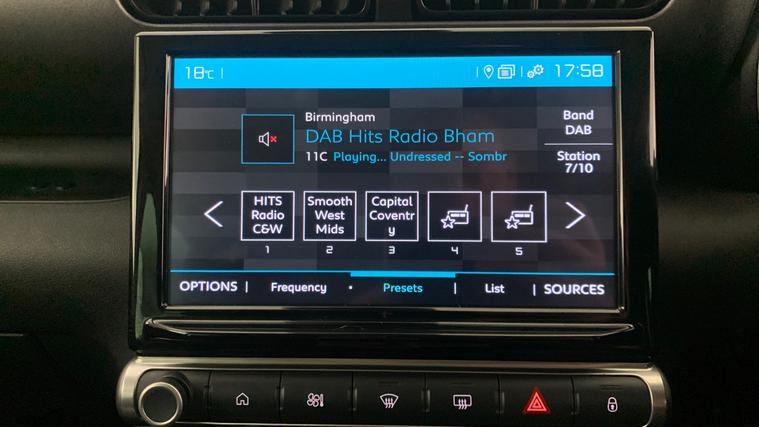 18°C |
| | 17:58
Birmingham
DAB Hits Radio Bham
11C Playing... Undressed -- Sombr
Band
DAB
Station
7/10
HITS
Radio
C&W
1
Smooth
West
Mids
2
Capital
Coventr
y
3
4
5
OPTIONS | Frequency • Presets | List | SOURCES